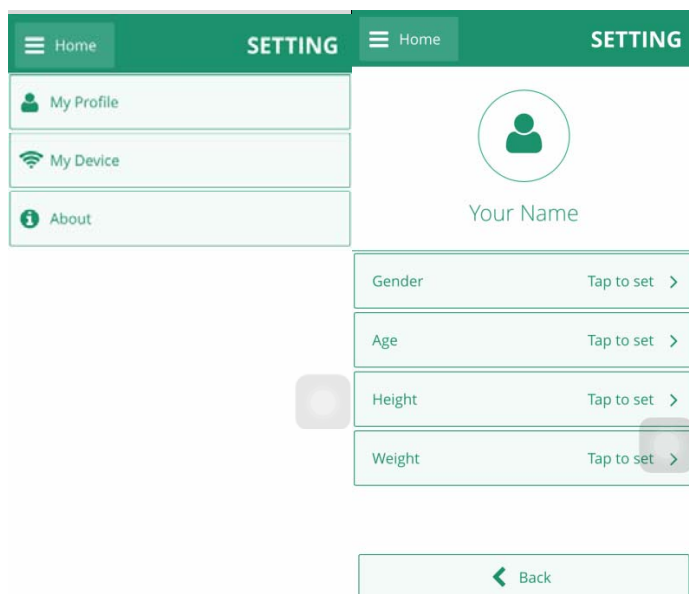 Home
SETTING
My Profile
My Device
About
Home
SETTING
Your Name
Gender Tap to set
Age Tap to set
Height Tap to set
Weight Tap to set
Back